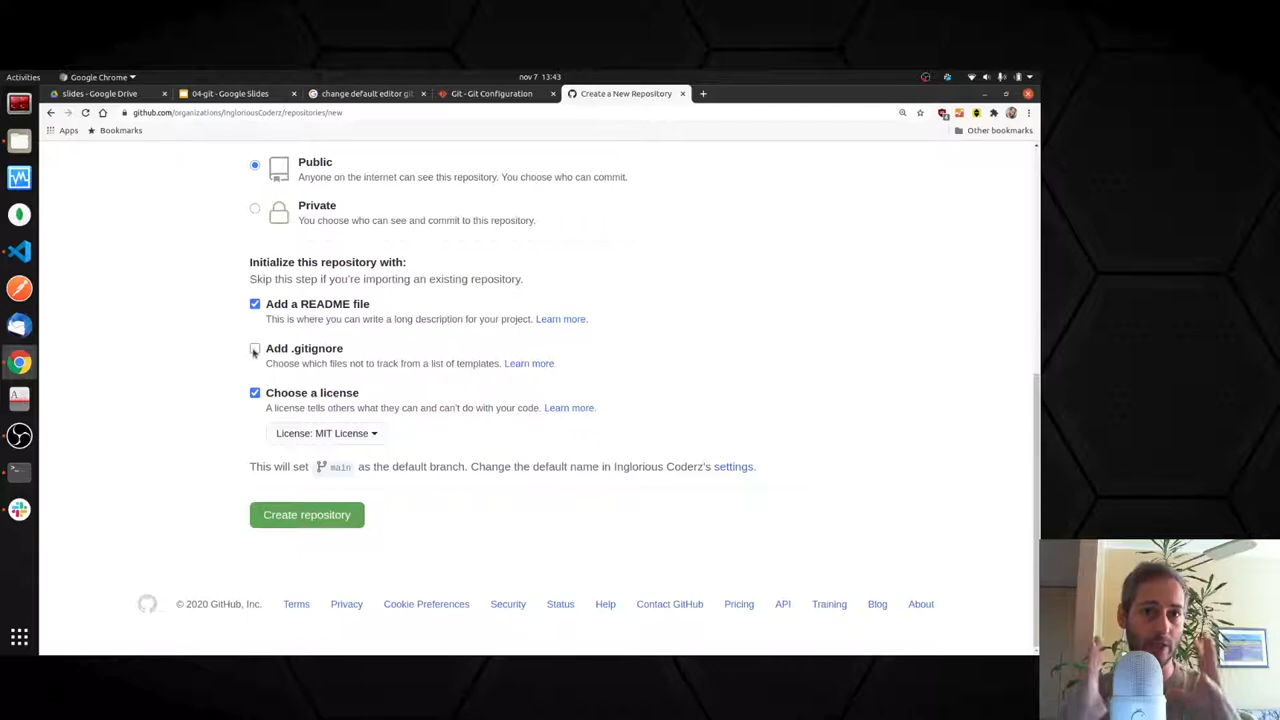 Activities
Google Chrome
nov 7 13:43
slides - Google Drive
04-git - Google Slides
change default editor git
Git - Git Configuration
Create a New Repository
github.com/organizations/IngloriousCoderz/repositories/new
Apps
Bookmarks
Other bookmarks
Public
Anyone on the internet can see this repository. You choose who can commit.
Private
You choose who can see and commit to this repository.
Initialize this repository with:
Skip this step if you're importing an existing repository.
Add a README file
This is where you can write a long description for your project. Learn more.
Add .gitignore
Choose which files not to track from a list of templates. Learn more.
Choose a license
A license tells others what they can and can't do with your code. Learn more.
License: MIT License
This will set main as the default branch. Change the default name in Inglorious Coderz's settings.
Create repository
© 2020 GitHub, Inc. Terms Privacy Cookie Preferences Security Status Help Contact GitHub Pricing API Training Blog About